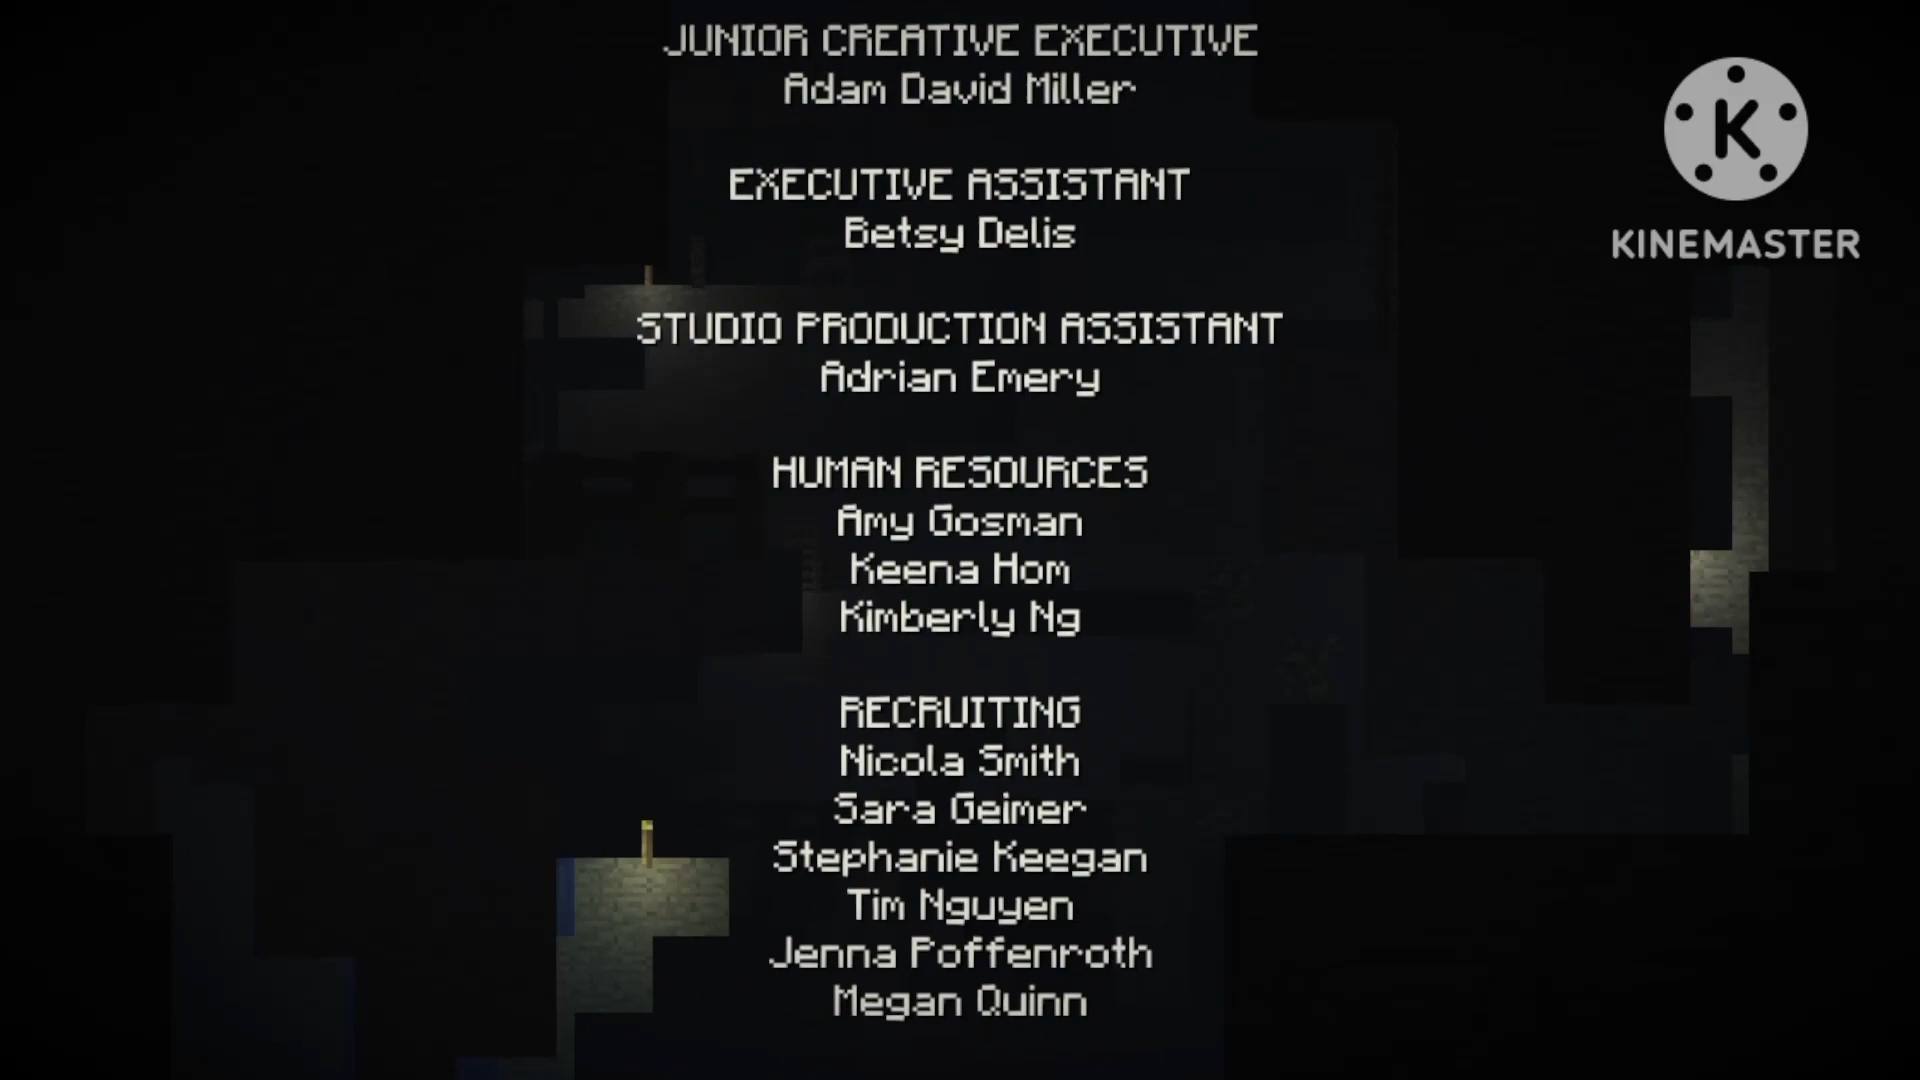 JUNIOR CREATIVE EXECUTIVE
Adam David Miller
EXECUTIVE ASSISTANT
Betsy Delis
STUDIO PRODUCTION ASSISTANT
Adrian Emery
HUMAN RESOURCES
Amy Gosman
Keena Hom
Kimberly Ng
RECRUITING
Nicola Smith
Sara Geimer
Stephanie Keegan
Tim Nguyen
Jenna Poffenroth
Megan Quinn
K
KINEMASTER